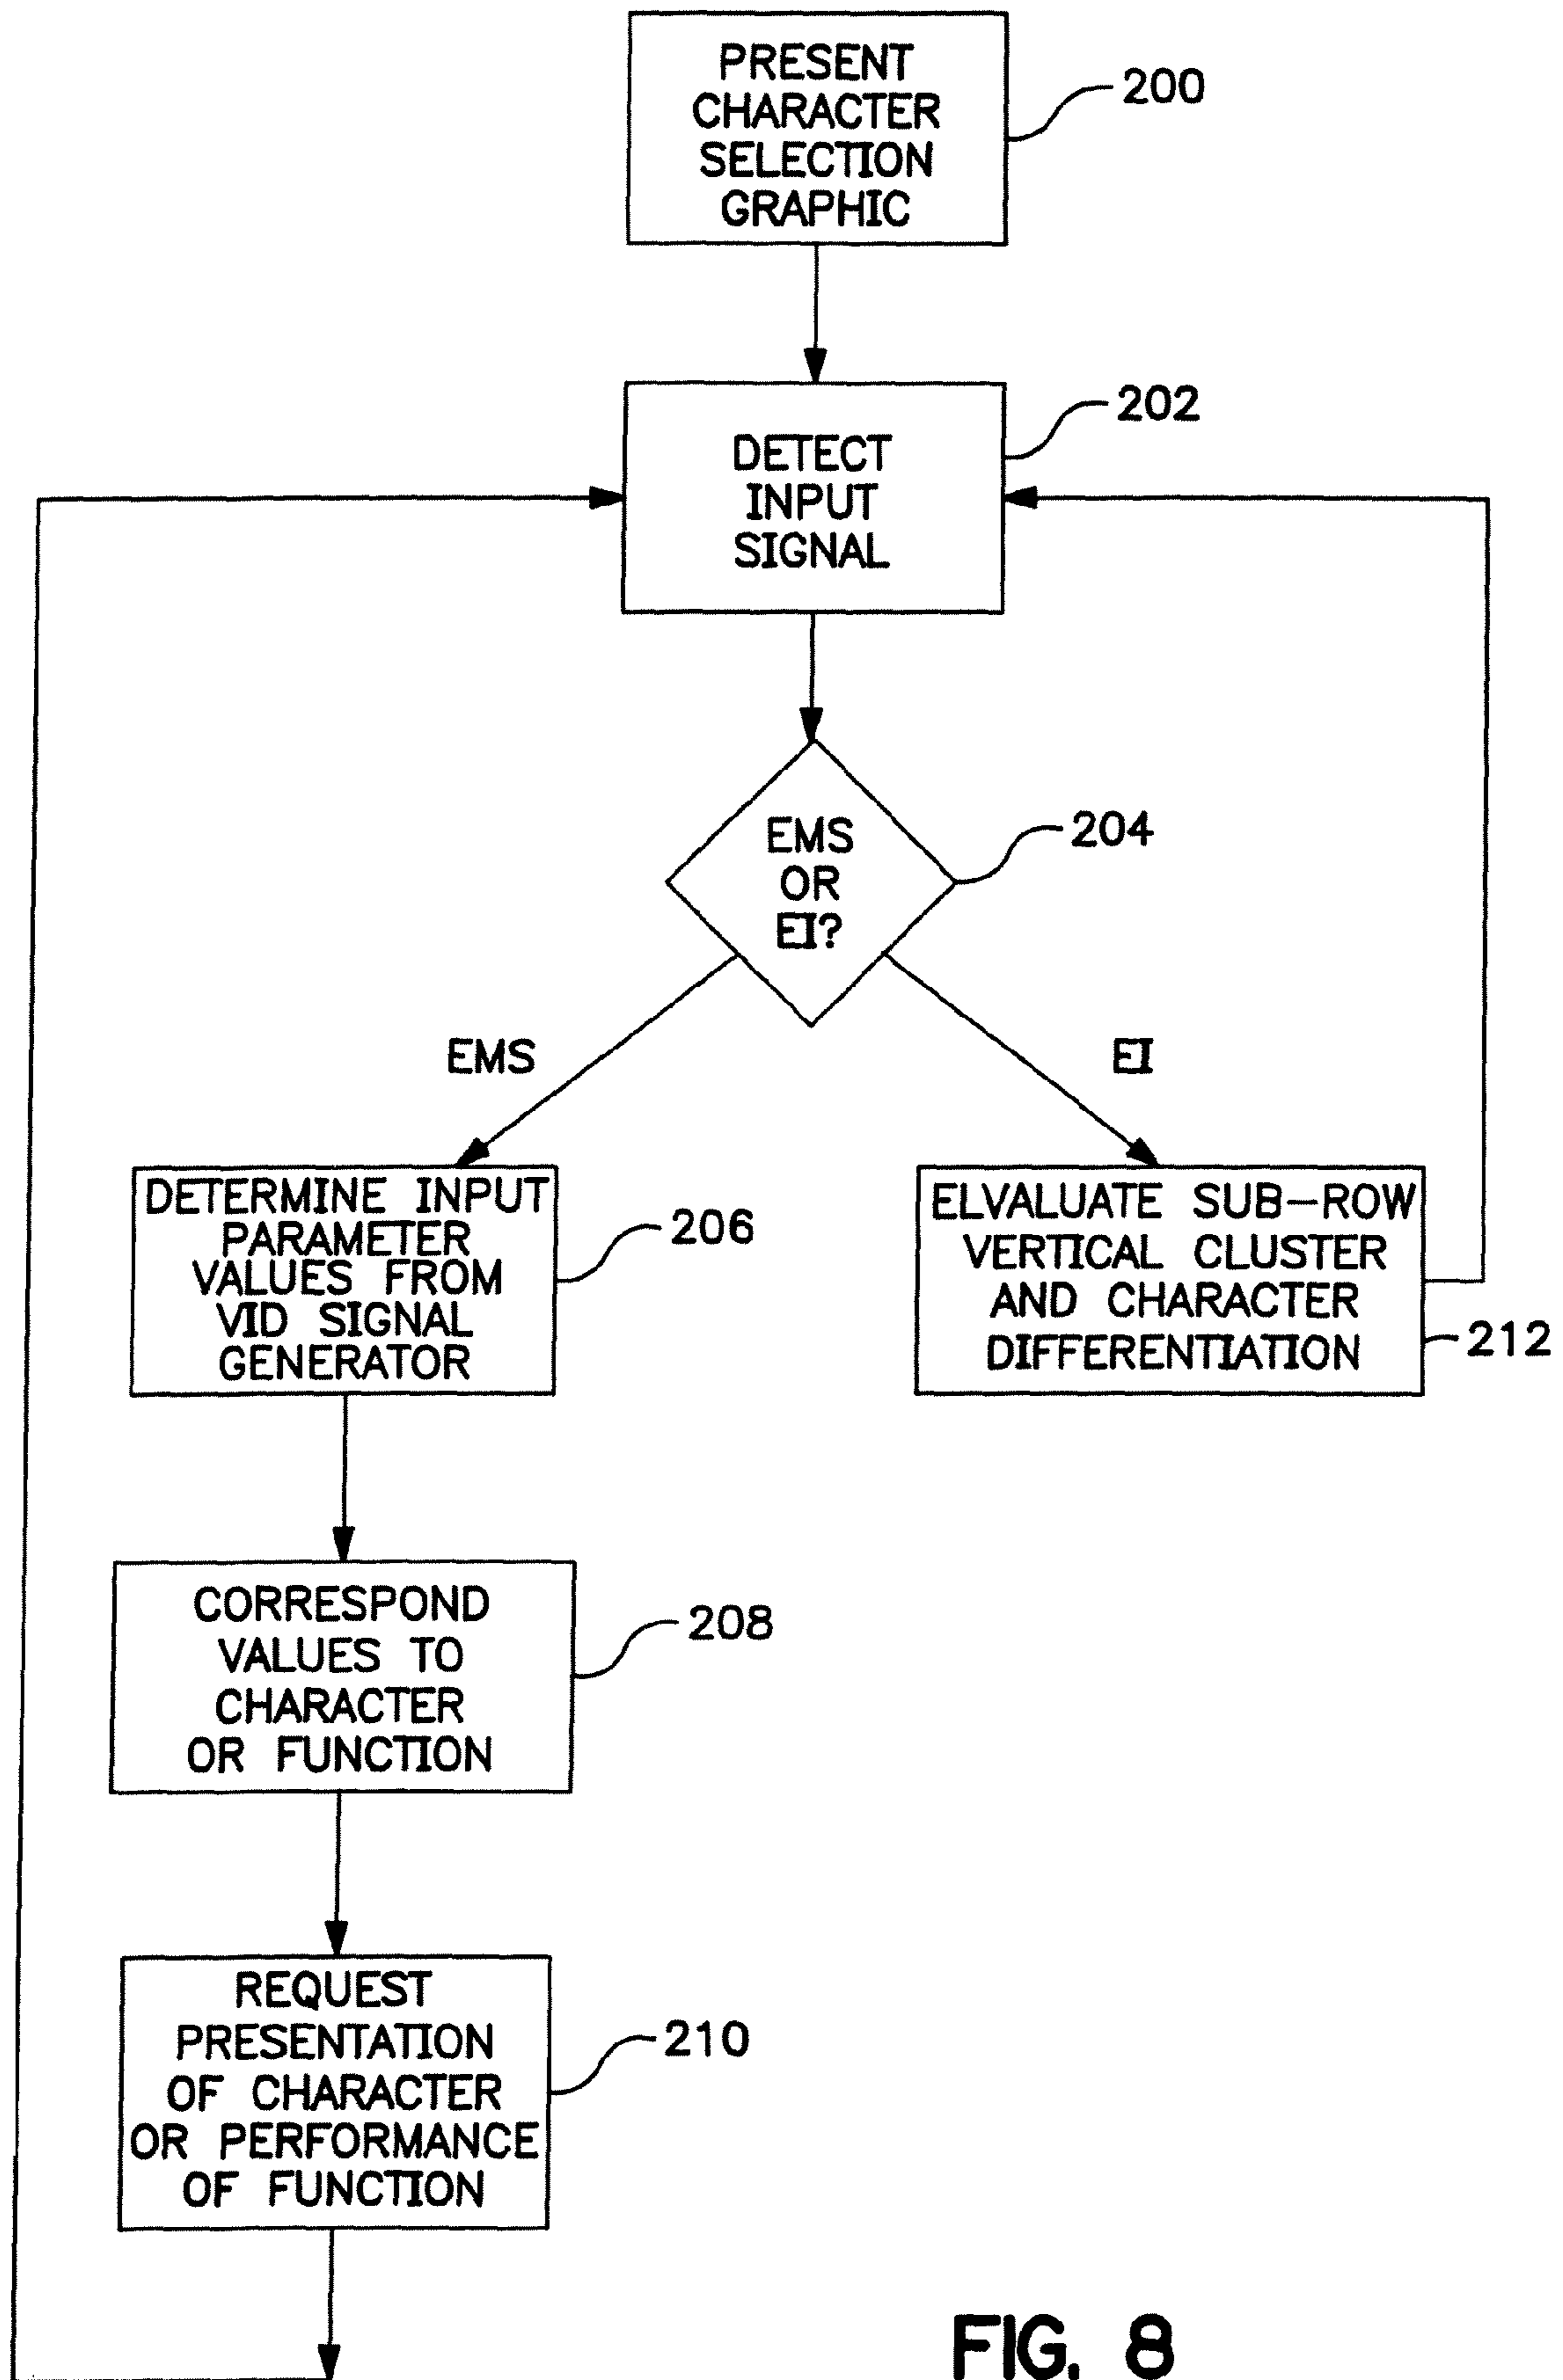 PRESENT
CHARACTER
SELECTION
GRAPHIC
200
DETECT
INPUT
SIGNAL
202
EMS
OR
EI?
204
EMS
EI
DETERMINE INPUT
PARAMETER
VALUES FROM
VID SIGNAL
GENERATOR
206
ELVALUATE SUB-ROW
VERTICAL CLUSTER
AND CHARACTER
DIFFERENTIATION
212
CORRESPOND
VALUES TO
CHARACTER
OR FUNCTION
208
REQUEST
PRESENTATION
OF CHARACTER
OR PERFORMANCE
OF FUNCTION
210
FIG. 8